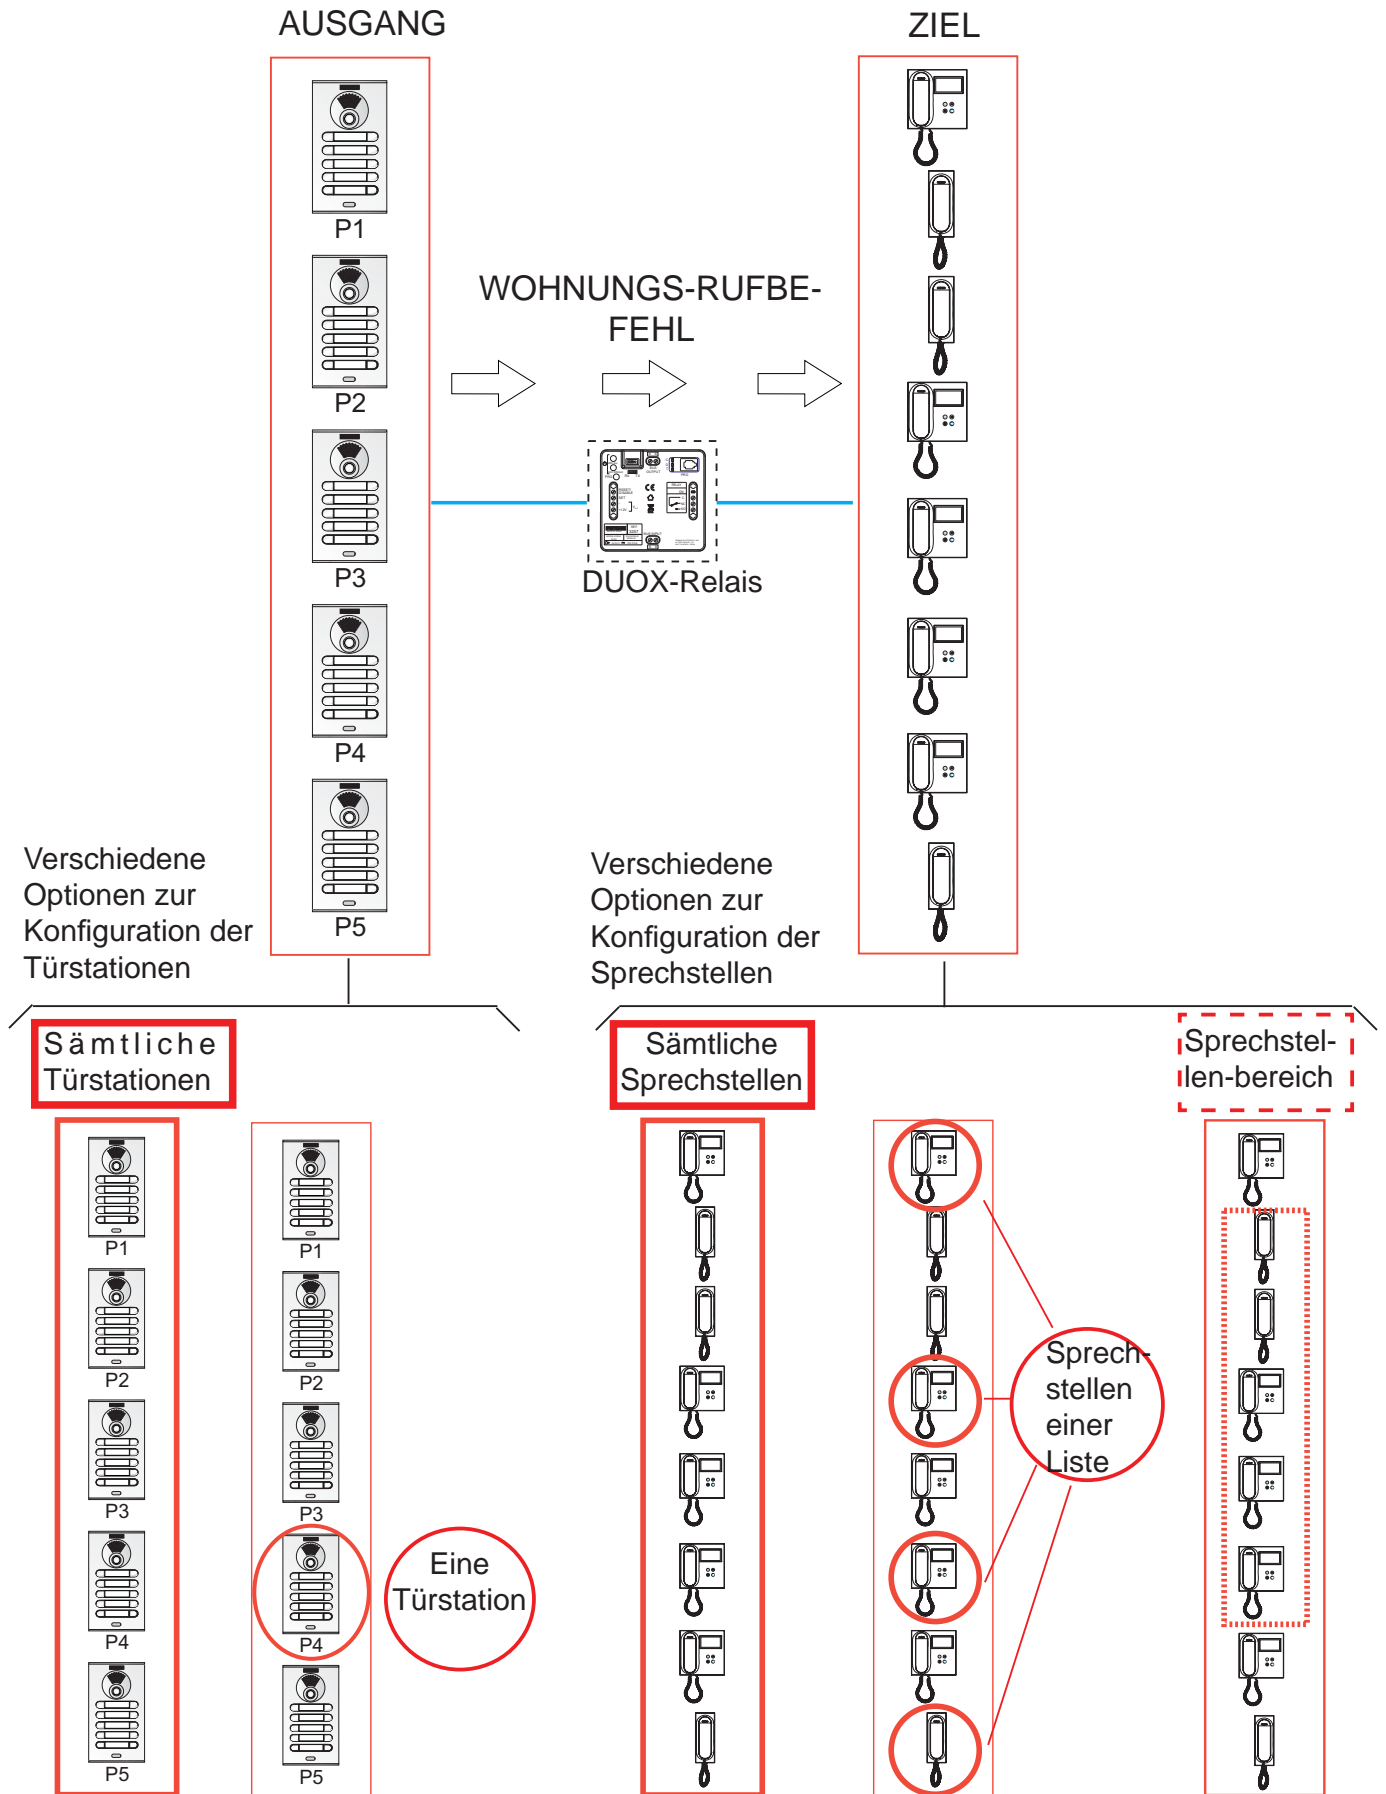 AUSGANG
ZIEL
P1
P2
P3
P4
P5
WOHNUNGS-RUFBE-
FEHL
DUOX-Relais
Verschiedene
Optionen zur
Konfiguration der
Türstationen
Verschiedene
Optionen zur
Konfiguration der
Sprechstellen
Sämtliche
Türstationen
Sämtliche
Sprechstellen
Sprechstel-
len-bereich
P1
P2
P3
P4
P5
P1
P2
P3
P4
P5
Eine
Türstation
Sprech-
stellen
einer
Liste